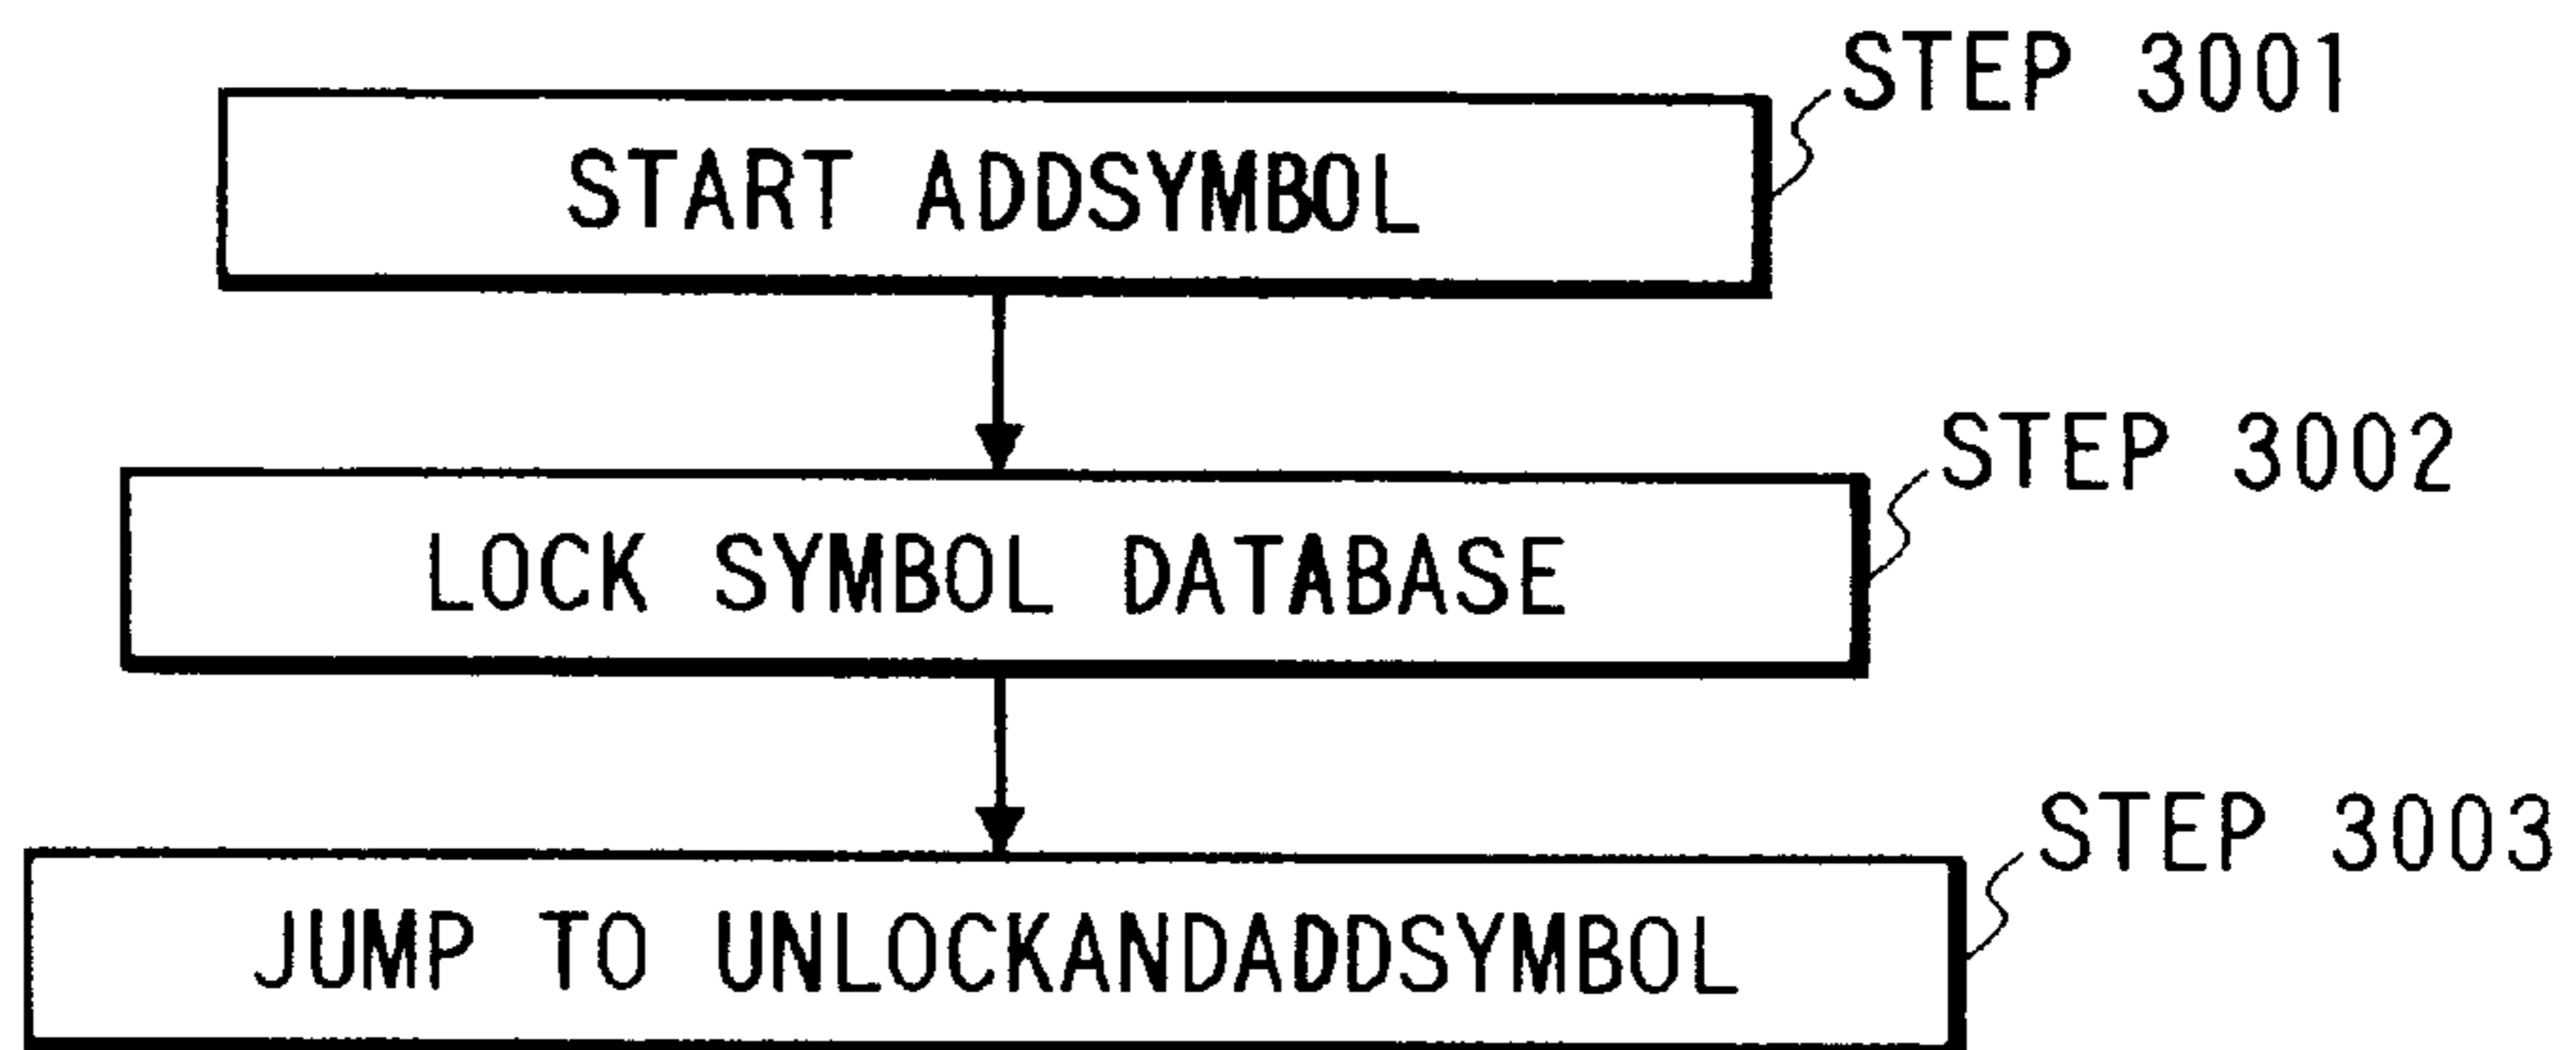 STEP 3001
START ADDSYMBOL
STEP 3002
LOCK SYMBOL DATABASE
STEP 3003
JUMP TO UNLOCKANDADDSYMBOL